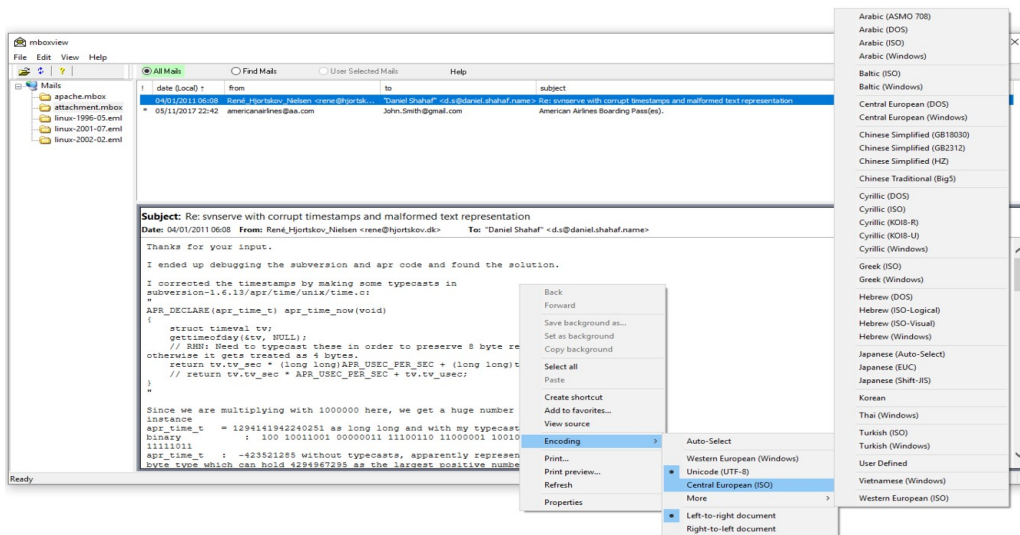 mboxview
File Edit View Help
All Mails Find Mails User Selected Mails Help
Mails
apache.mbox
attachment.mbox
linux-1996-05.eml
linux-2001-07.eml
linux-2002-02.eml
! date (Local) ↑ from to subject
04/01/2011 06:08 René_Hjortskov_Nielsen <rene@hjortsk... "Daniel Shahaf" <d.s@daniel.shahaf.name> Re: svnserve with corrupt timestamps and malformed text representation
* 05/11/2017 22:42 americanairlines@aa.com John.Smith@gmail.com American Airlines Boarding Pass(es).
Subject: Re: svnserve with corrupt timestamps and malformed text representation
Date: 04/01/2011 06:08 From: René_Hjortskov_Nielsen <rene@hjortskov.dk> To: "Daniel Shahaf" <d.s@daniel.shahaf.name>
Thanks for your input.
I ended up debugging the subversion and apr code and found the solution.
I corrected the timestamps by making some typecasts in
subversion-1.6.13/apr/time/unix/time.c:
"
APR_DECLARE(apr_time_t) apr_time_now(void)
{
struct timeval tv;
gettimeofday(&tv, NULL);
// RHN: Need to typecast these in order to preserve 8 byte re
otherwise it gets treated as 4 bytes.
return tv.tv_sec * (long long)APR_USEC_PER_SEC + (long long)t
// return tv.tv_sec * APR_USEC_PER_SEC + tv.tv_usec;
}
"
Since we are multiplying with 1000000 here, we get a huge number
instance
apr_time_t = 1294141942240251 as long long and with my typecast
binary : 100 10011001 00000011 11100110 11000001 10010
11111011
apr_time_t : -423521285 without typecasts, apparently represen
byte type which can hold 4294967295 as the largest positive numbe
Ready
Back
Forward
Save background as...
Set as background
Copy background
Select all
Paste
Create shortcut
Add to favorites...
View source
Encoding >
Print...
Print preview...
Refresh
Properties
Auto-Select
Western European (Windows)
Unicode (UTF-8)
Central European (ISO)
More >
Left-to-right document
Right-to-left document
Arabic (ASMO 708)
Arabic (DOS)
Arabic (ISO)
Arabic (Windows)
Baltic (ISO)
Baltic (Windows)
Central European (DOS)
Central European (Windows)
Chinese Simplified (GB18030)
Chinese Simplified (GB2312)
Chinese Simplified (HZ)
Chinese Traditional (Big5)
Cyrillic (DOS)
Cyrillic (ISO)
Cyrillic (KOI8-R)
Cyrillic (KOI8-U)
Cyrillic (Windows)
Greek (ISO)
Greek (Windows)
Hebrew (DOS)
Hebrew (ISO-Logical)
Hebrew (ISO-Visual)
Hebrew (Windows)
Japanese (Auto-Select)
Japanese (EUC)
Japanese (Shift-JIS)
Korean
Thai (Windows)
Turkish (ISO)
Turkish (Windows)
User Defined
Vietnamese (Windows)
Western European (ISO)